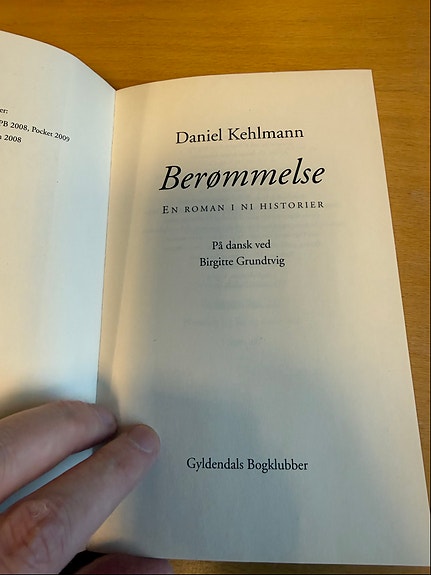 er:
PB 2008, Pocket 2009
2008
Daniel Kehlmann
Berømmelse
EN ROMAN I NI HISTORIER
På dansk ved
Birgitte Grundtvig
Gyldendals Bogklubber